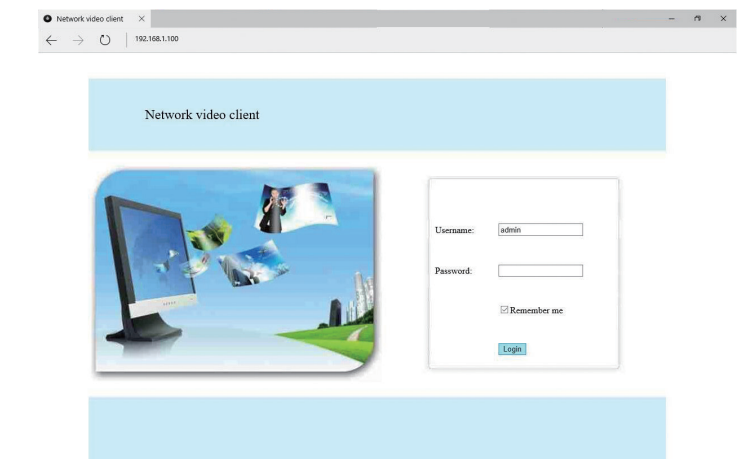 Network video client
192.168.1.100
Network video client
Username: admin
Password:
Remember me
Login